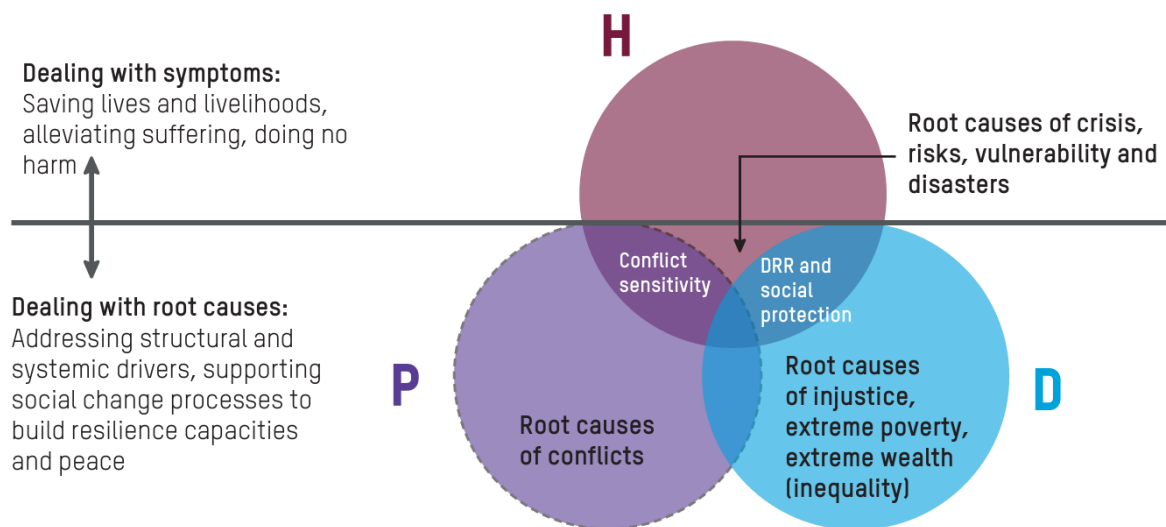 H
Dealing with symptoms:
Saving lives and livelihoods,
alleviating suffering, doing no
harm
Root causes of crisis,
risks, vulnerability and
disasters
Conflict
sensitivity
DRR and
social
protection
Dealing with root causes:
Addressing structural and
systemic drivers, supporting
social change processes to
build resilience capacities
and peace
P
Root causes
of conflicts
Root causes
of injustice,
extreme poverty,
extreme wealth
(inequality)
D